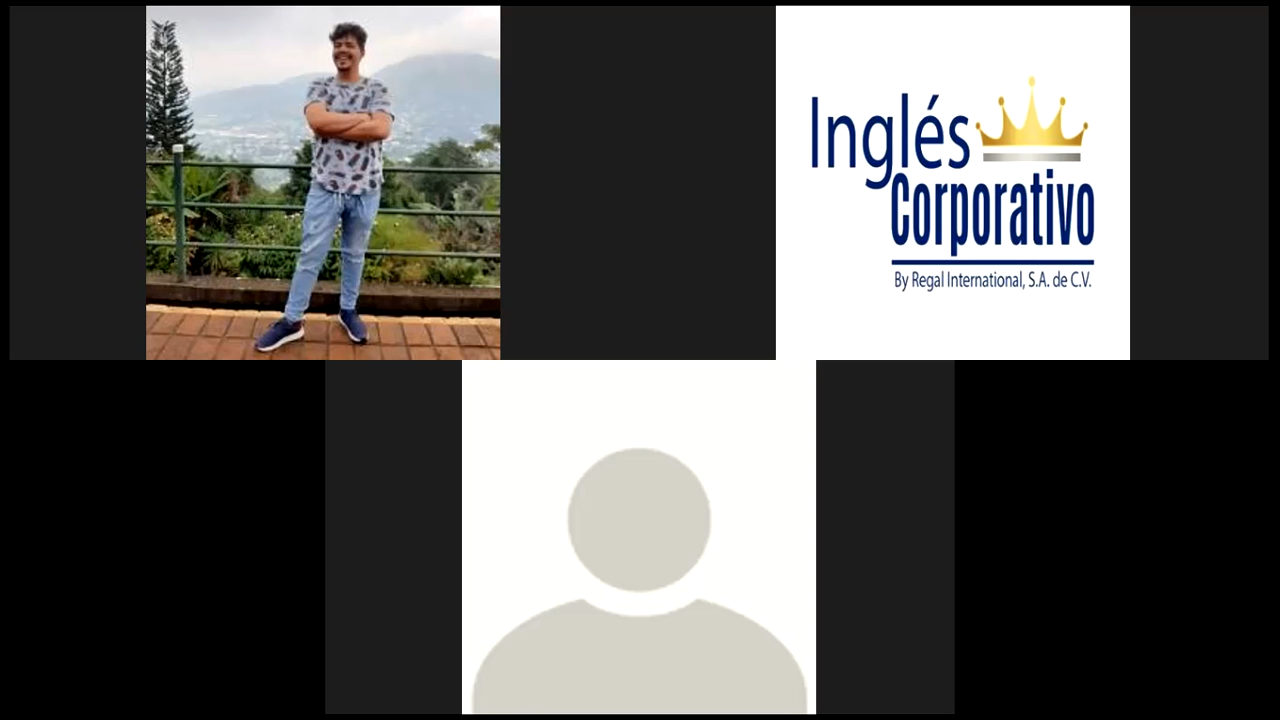 Inglés
Corporativo
By Regal International, S.A. de C.V.